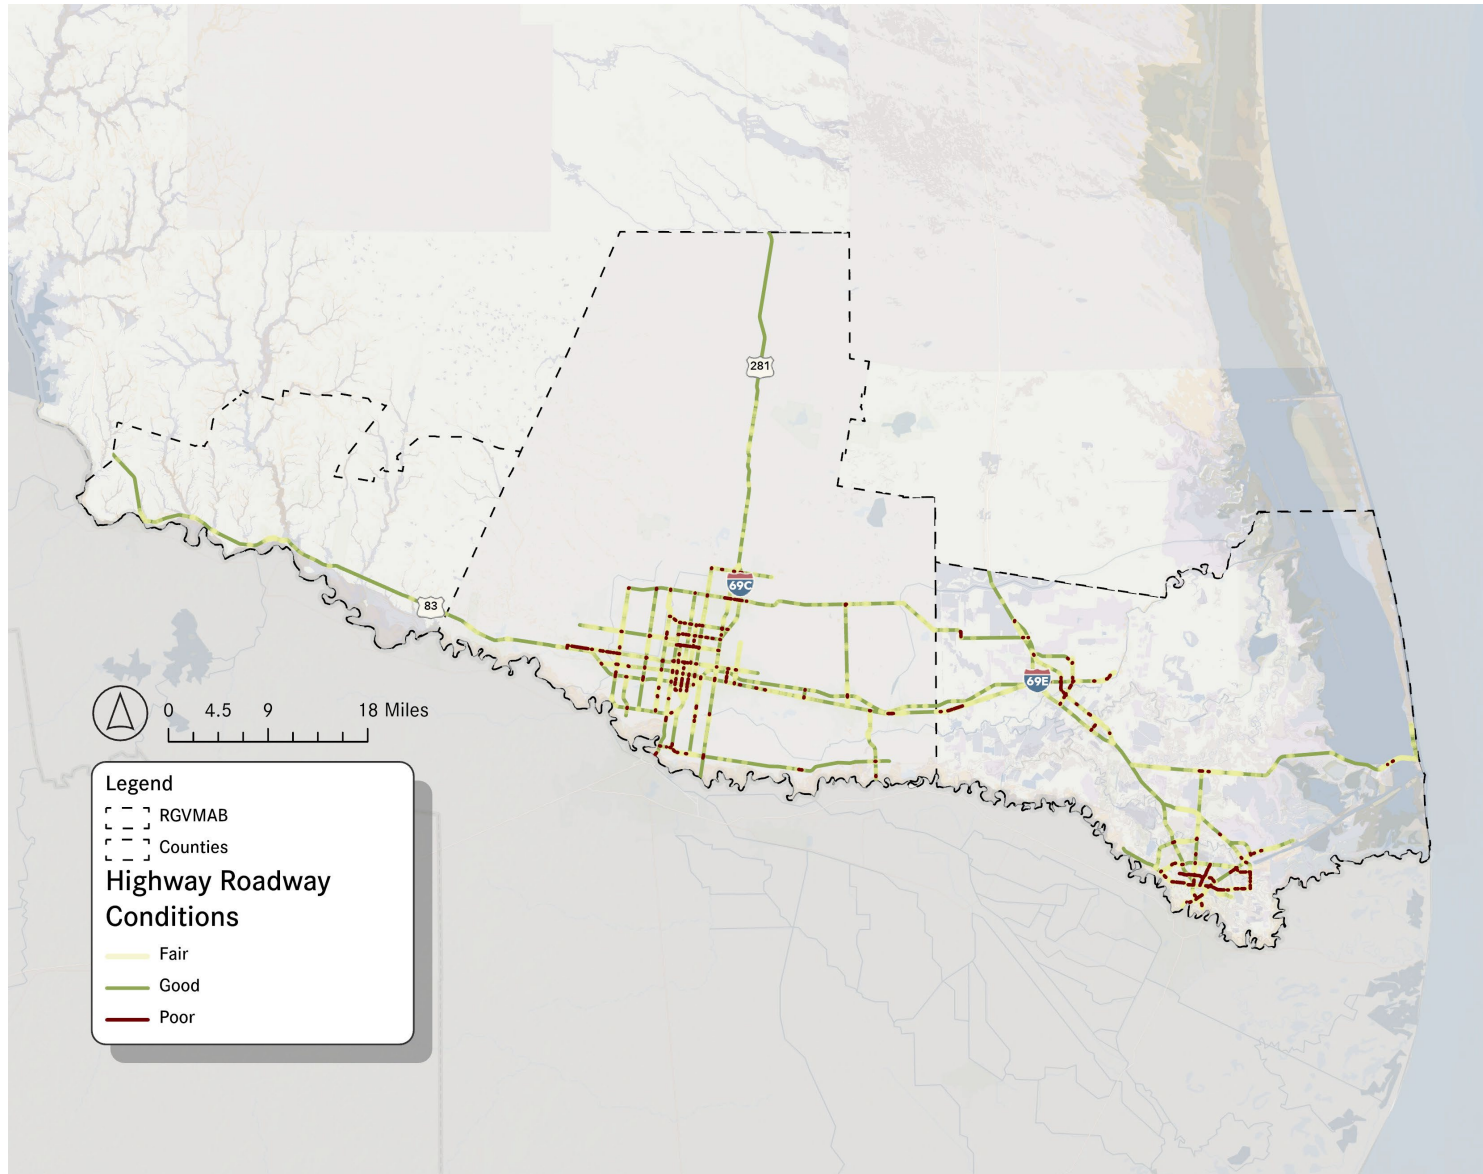 281
69C
83
69E
0 4.5 9 18 Miles
Legend
RGVMAB
Counties
Highway Roadway
Conditions
Fair
Good
Poor